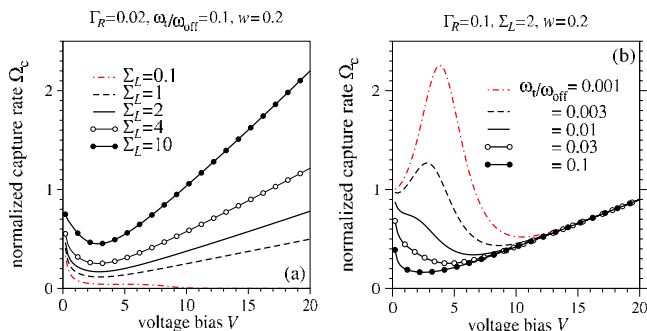 Γ_R=0.02, ω_t/ω_off=0.1, w=0.2
normalized capture rate Ω_c
2
1
0
Σ_L=0.1
Σ_L=1
Σ_L=2
Σ_L=4
Σ_L=10
(a)
0 5 10 15 20
voltage bias V
Γ_R=0.1, Σ_L=2, w=0.2
normalized capture rate Ω_c
2
1
0
(b)
ω_t/ω_off = 0.001
= 0.003
= 0.01
= 0.03
= 0.1
0 5 10 15 20
voltage bias V